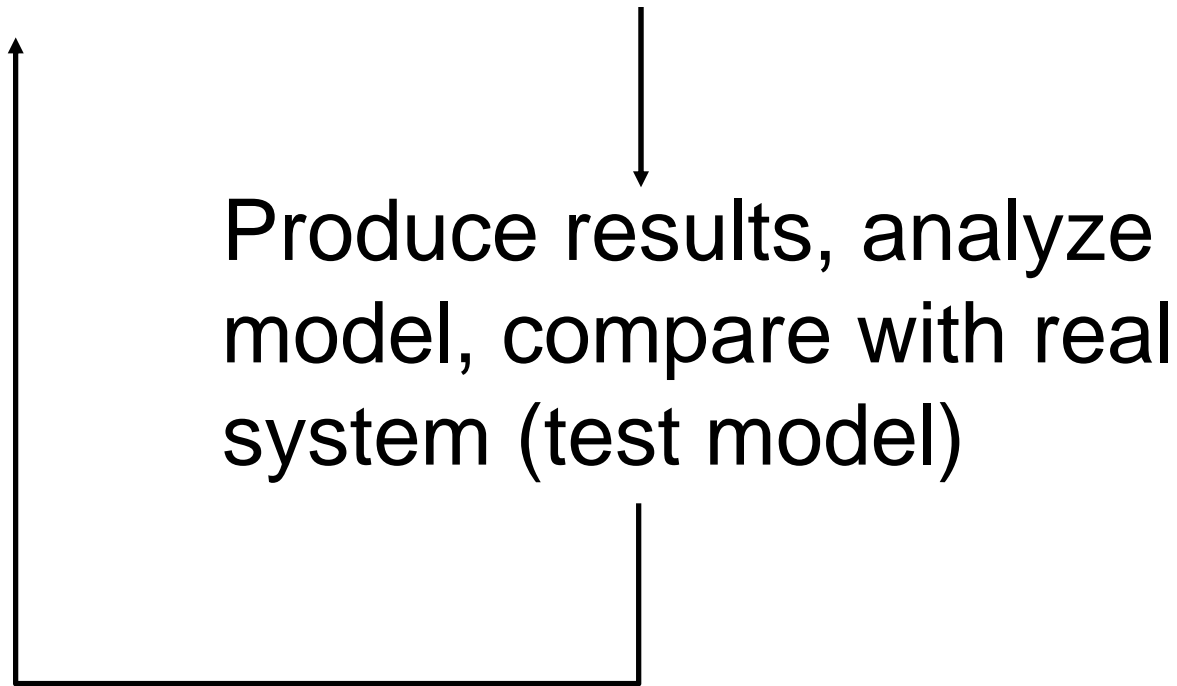 Produce results, analyze
model, compare with real
system (test model)